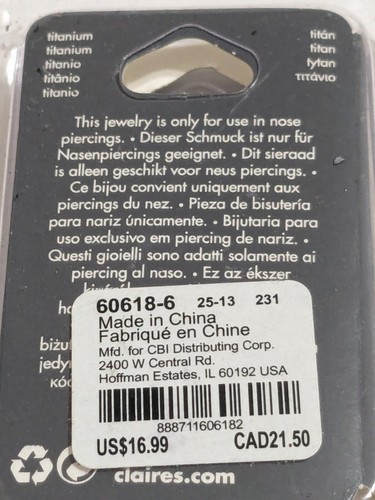 titanium
titanium
titanio
titânio
titanio
titán
titan
tytan
τιτάνιο
This jewelry is only for use in nose
piercings. • Dieser Schmuck ist nur für
Nasenpiercings geeignet. • Dit sieraad
is alleen geschikt voor neus piercings. •
Ce bijou convient uniquement aux
piercings du nez. • Pieza de bisutería
para nariz únicamente. • Bijutaria para
uso exclusivo em piercing de nariz. •
Questi gioielli sono adatti solamente ai
piercing al naso. • Ez az ékszer
60618-6 25-13 231
Made in China
Fabriqué en Chine
Mfd. for CBI Distributing Corp.
2400 W Central Rd.
Hoffman Estates, IL 60192 USA
888711606182
US$16.99 CAD21.50
claires.com